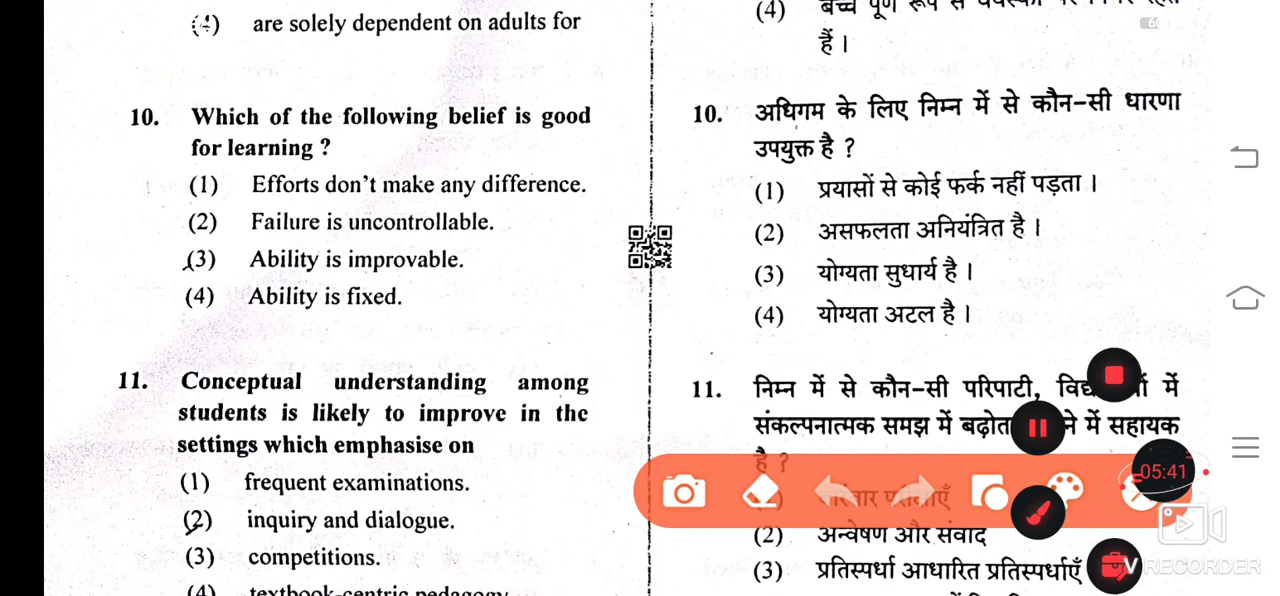 (4) are solely dependent on adults for
10. Which of the following belief is good
for learning ?
(1) Efforts don't make any difference.
(2) Failure is uncontrollable.
(3) Ability is improvable.
(4) Ability is fixed.
11. Conceptual understanding among
students is likely to improve in the
settings which emphasise on
(1) frequent examinations.
(2) inquiry and dialogue.
(3) competitions.
(4) textbook-centric pedagogy
(4) बच्चे पूर्ण रूप से
हैं ।
10. अधिगम के लिए निम्न में से कौन-सी धारणा
उपयुक्त है ?
(1) प्रयासों से कोई फर्क नहीं पड़ता ।
(2) असफलता अनियंत्रित है ।
(3) योग्यता सुधार्य है ।
(4) योग्यता अटल है ।
11. निम्न में से कौन-सी परिपाटी, में
संकल्पनात्मक समझ में में सहायक
है ?
परीक्षाएँ
(2) अन्वेषण और संवाद
(3) प्रतिस्पर्धा आधारित प्रतिस्पर्धाएँ
05:41
V RECORDER